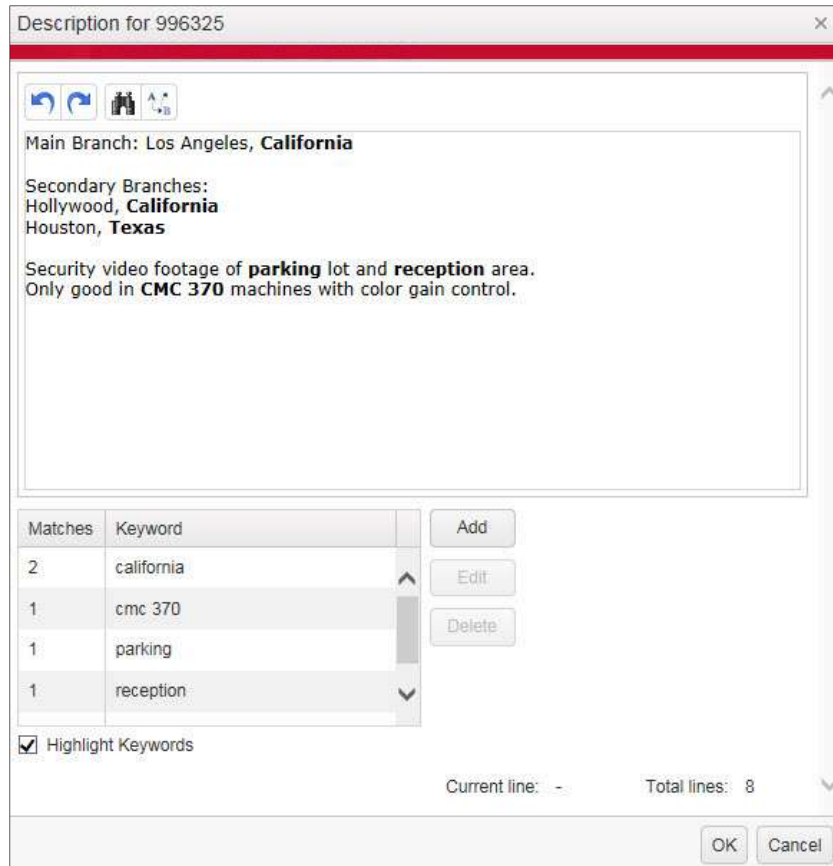 Description for 996325
Main Branch: Los Angeles, California
Secondary Branches:
Hollywood, California
Houston, Texas
Security video footage of parking lot and reception area.
Only good in CMC 370 machines with color gain control.
Matches Keyword
2 california
1 cmc 370
1 parking
1 reception
Add
Edit
Delete
Highlight Keywords
Current line: - Total lines: 8
OK Cancel